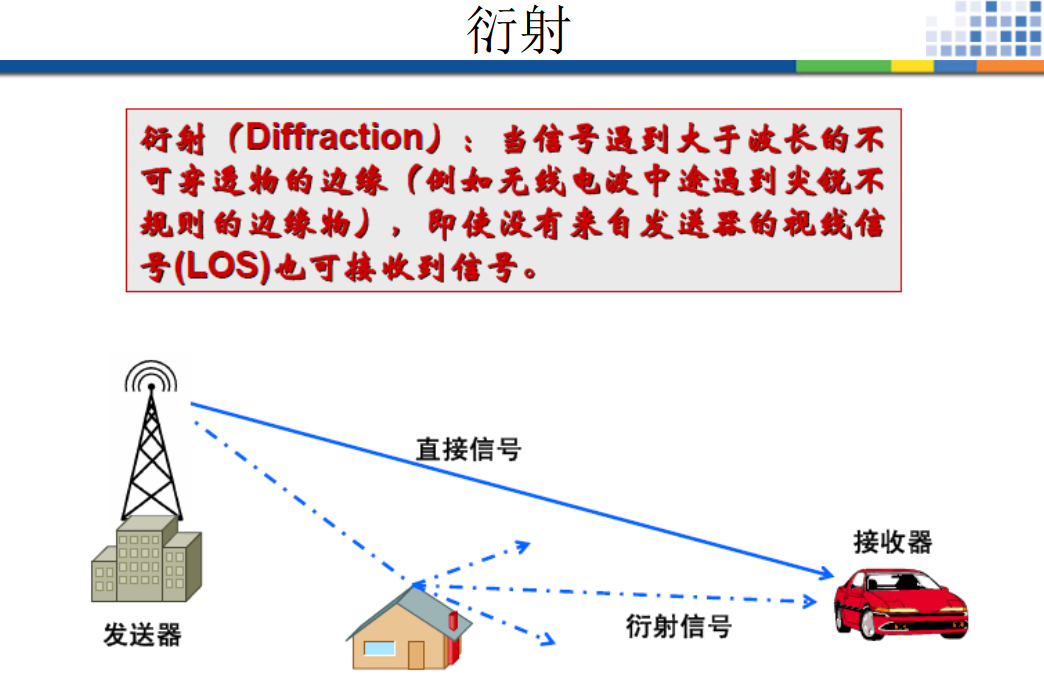 衍射
衍射（Diffraction）：当信号遇到大于波长的不
可穿透物的边缘（例如无线电波中途遇到尖锐不
规则的边缘物），即使没有来自发送器的视线信
号(LOS)也可接收到信号。
直接信号
接收器
衍射信号
发送器